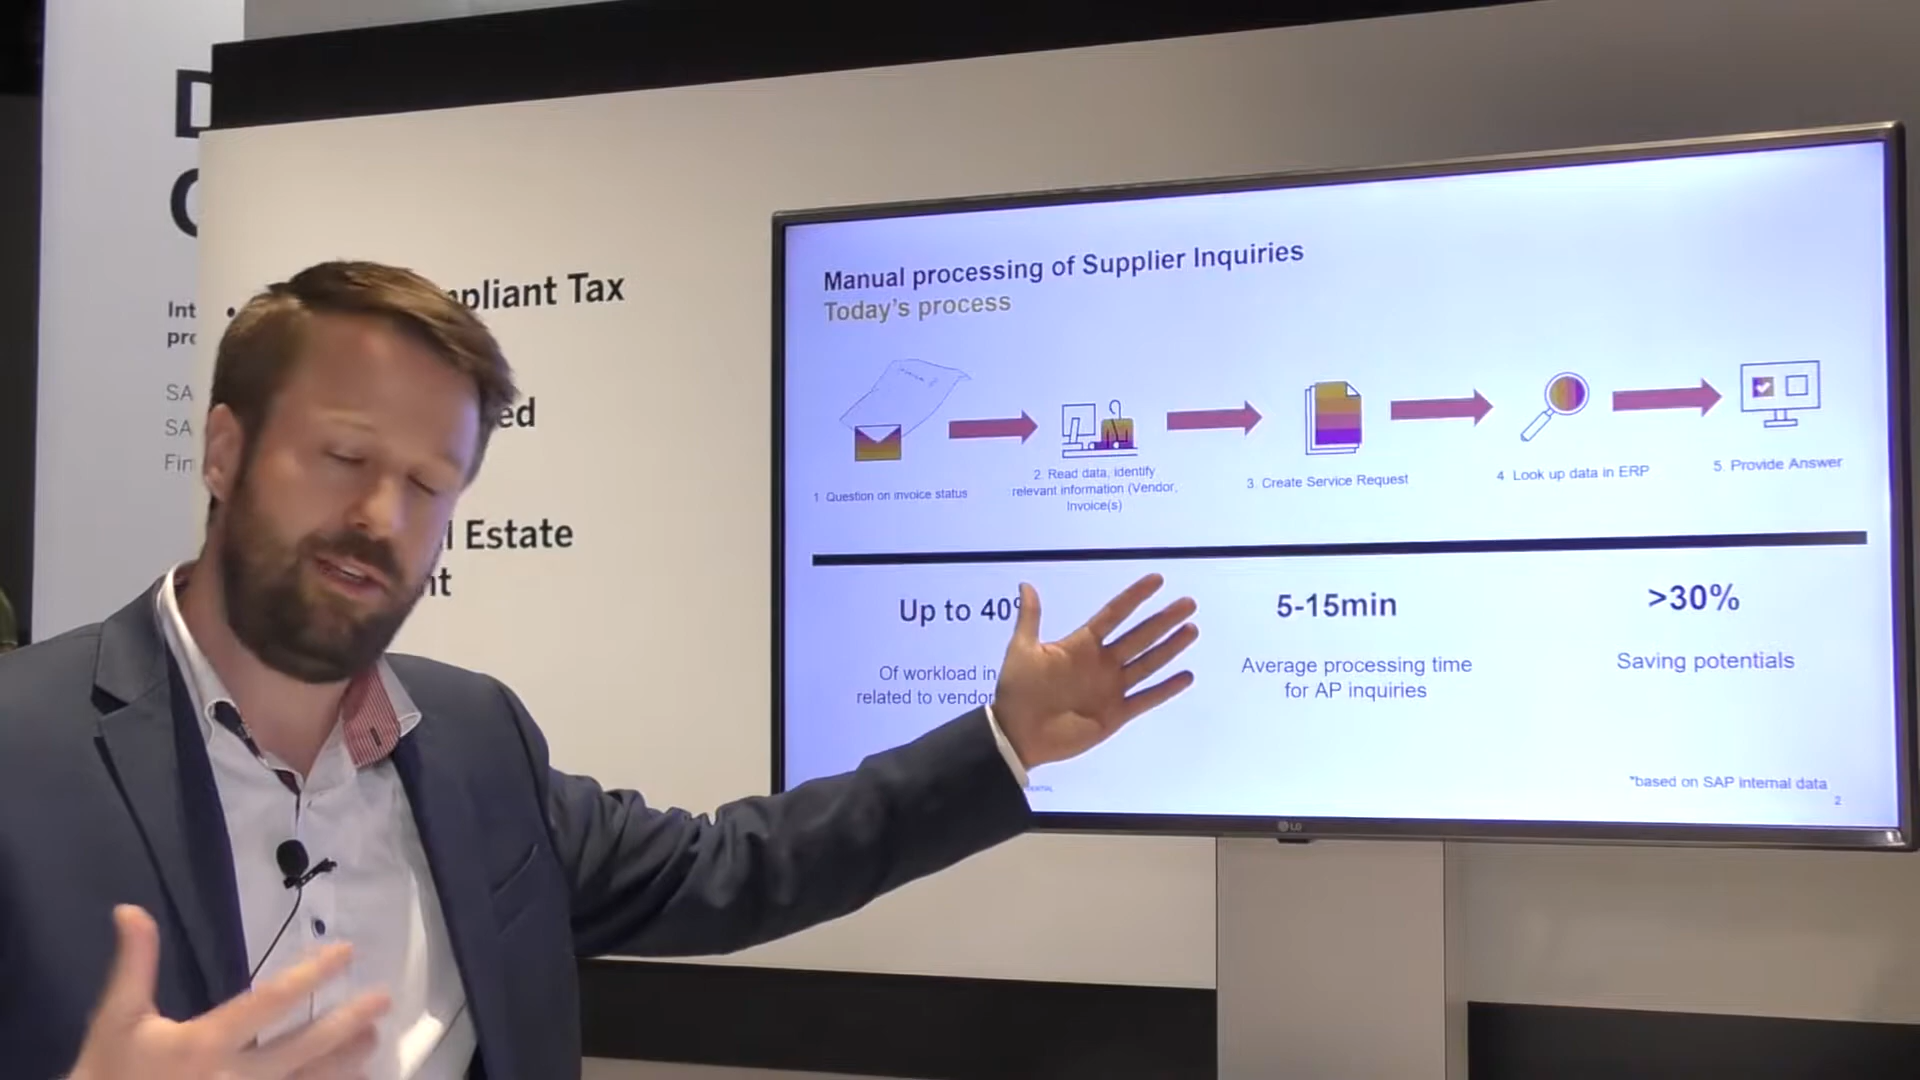 Int
pro
SA
SA
Fin
pliant Tax
ed
l Estate
nt
Manual processing of Supplier Inquiries
Today's process
1. Question on invoice status
2. Read data, identify
relevant information (Vendor,
Invoice(s)
3. Create Service Request
4. Look up data in ERP
5. Provide Answer
Up to 40
Of workload in
related to vendor
5-15min
Average processing time
for AP inquiries
>30%
Saving potentials
*based on SAP internal data
2
LG